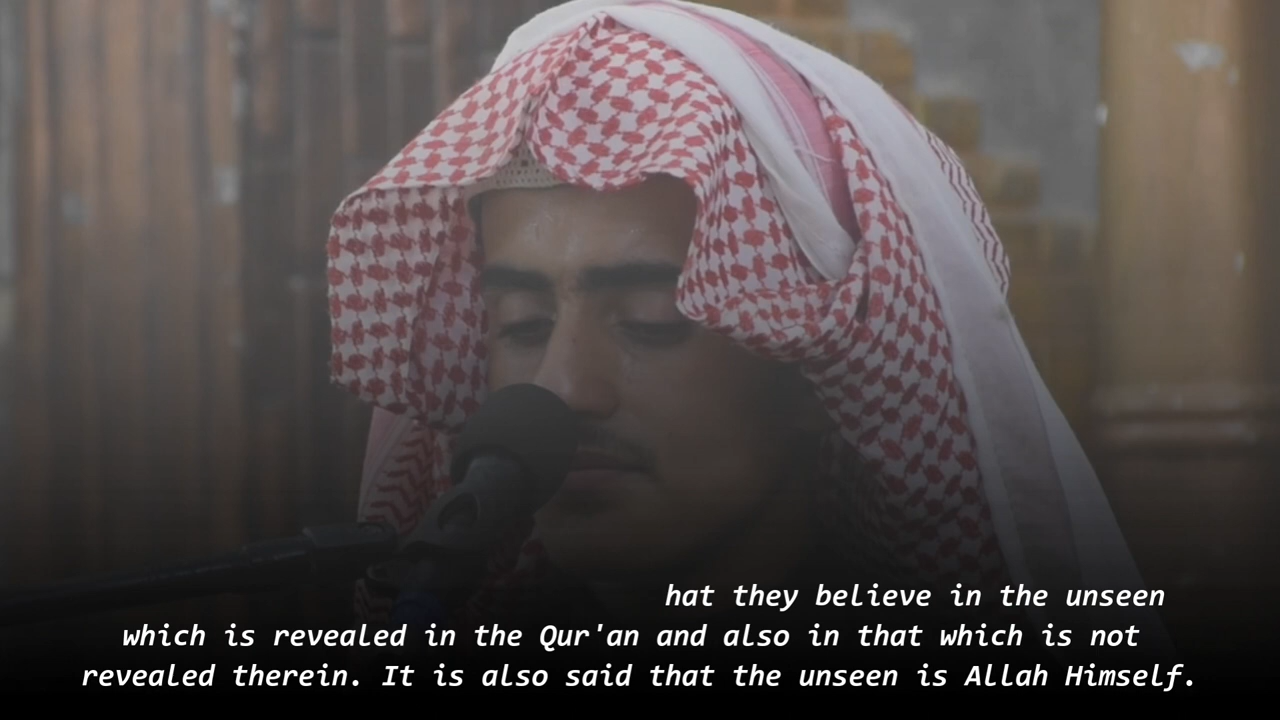 hat they believe in the unseen
which is revealed in the Qur'an and also in that which is not
revealed therein. It is also said that the unseen is Allah Himself.